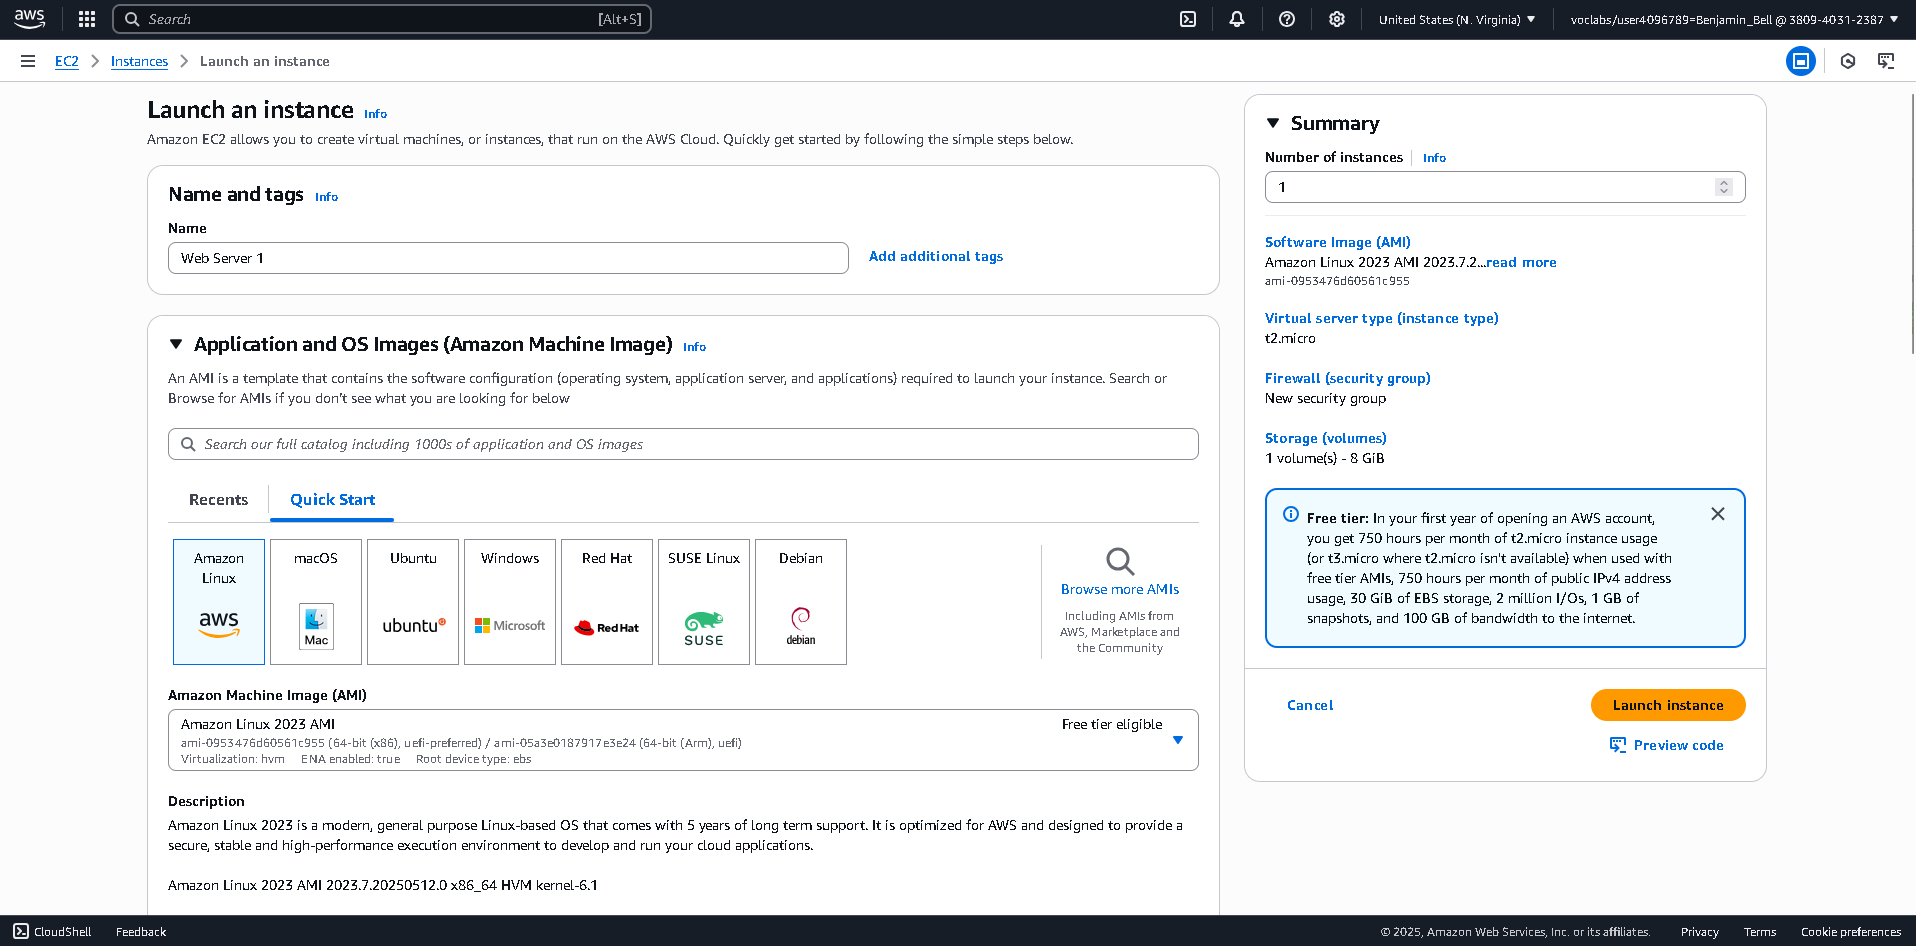 aws
Search [Alt+S]
United States (N. Virginia)
voclabs/user4096789=Benjamin_Bell @ 3809-4031-2387
EC2 Instances Launch an instance
Launch an instance Info
Amazon EC2 allows you to create virtual machines, or instances, that run on the AWS Cloud. Quickly get started by following the simple steps below.
Name and tags Info
Name
Web Server 1
Add additional tags
Application and OS Images (Amazon Machine Image) Info
An AMI is a template that contains the software configuration (operating system, application server, and applications) required to launch your instance. Search or
Browse for AMIs if you don't see what you are looking for below
Search our full catalog including 1000s of application and OS images
Recents
Quick Start
Amazon
Linux
aws
macOS
Mac
Ubuntu
ubuntu
Windows
Microsoft
Red Hat
Red Hat
SUSE Linux
SUSE
Debian
debian
Browse more AMIs
Including AMIs from
AWS, Marketplace and
the Community
Amazon Machine Image (AMI)
Amazon Linux 2023 AMI
Free tier eligible
ami-0953476d60561c955 (64-bit (x86), uefi-preferred) / ami-05a3e0187917e3e24 (64-bit (Arm), uefi)
Virtualization: hvm ENA enabled: true Root device type: ebs
Description
Amazon Linux 2023 is a modern, general purpose Linux-based OS that comes with 5 years of long term support. It is optimized for AWS and designed to provide a
secure, stable and high-performance execution environment to develop and run your cloud applications.
Amazon Linux 2023 AMI 2023.7.20250512.0 x86_64 HVM kernel-6.1
Summary
Number of instances Info
1
Software Image (AMI)
Amazon Linux 2023 AMI 2023.7.2...read more
ami-0953476d60561c955
Virtual server type (instance type)
t2.micro
Firewall (security group)
New security group
Storage (volumes)
1 volume(s) - 8 GiB
Free tier: In your first year of opening an AWS account,
you get 750 hours per month of t2.micro instance usage
(or t3.micro where t2.micro isn't available) when used with
free tier AMIs, 750 hours per month of public IPv4 address
usage, 30 GiB of EBS storage, 2 million I/Os, 1 GB of
snapshots, and 100 GB of bandwidth to the internet.
Cancel
Launch instance
Preview code
CloudShell Feedback
© 2025, Amazon Web Services, Inc. or its affiliates. Privacy Terms Cookie preferences